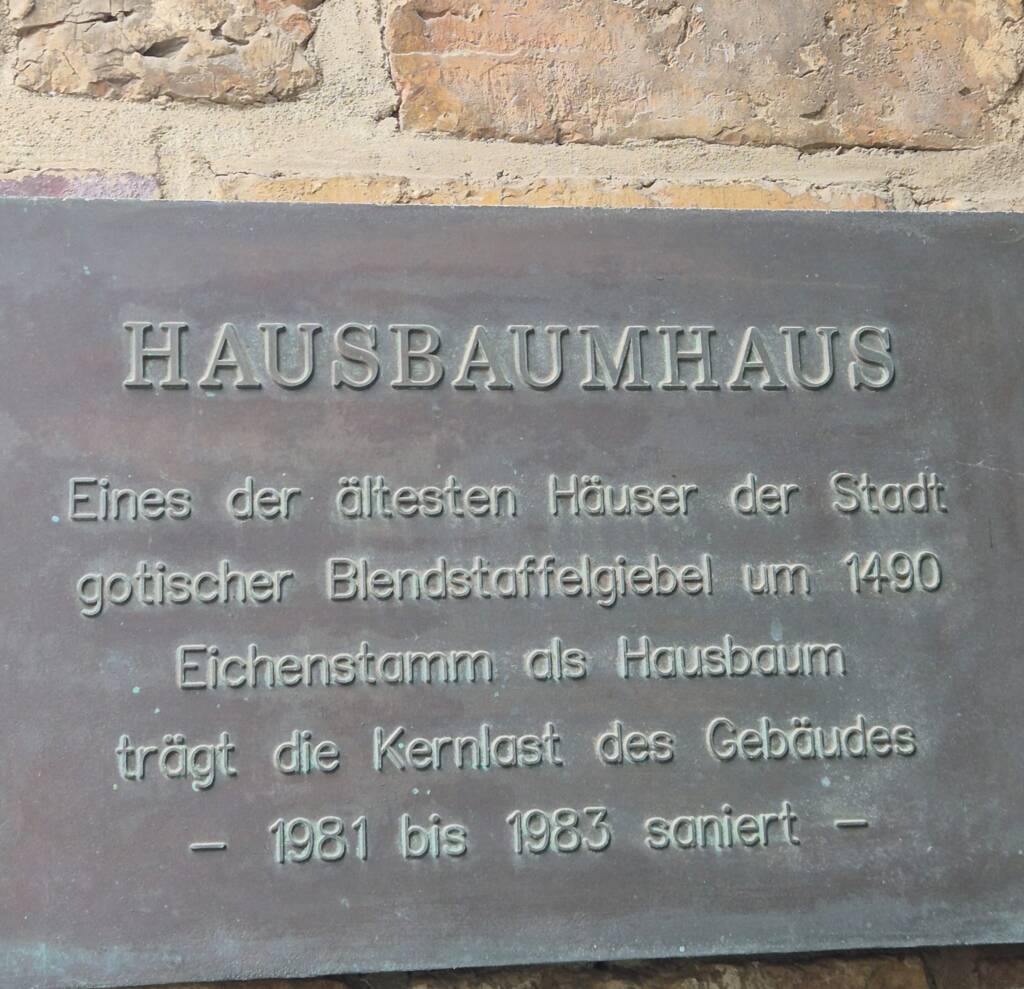 HAUSBAUMHAUS
Eines der ältesten Häuser der Stadt
gotischer Blendstaffelgiebel um 1490
Eichenstamm als Hausbaum
trägt die Kernlast des Gebäudes
– 1981 bis 1983 saniert –